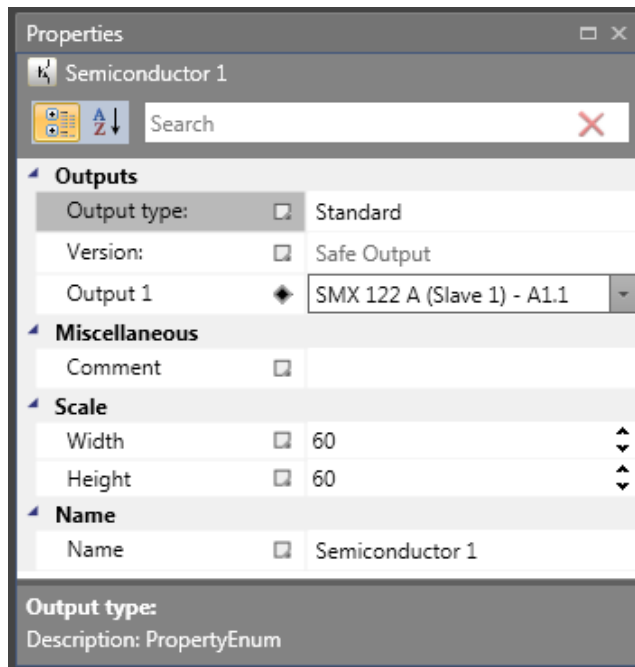 Properties
Semiconductor 1
Search
Outputs
Output type: Standard
Version: Safe Output
Output 1 SMX 122 A (Slave 1) - A1.1
Miscellaneous
Comment
Scale
Width 60
Height 60
Name
Name Semiconductor 1
Output type:
Description: PropertyEnum